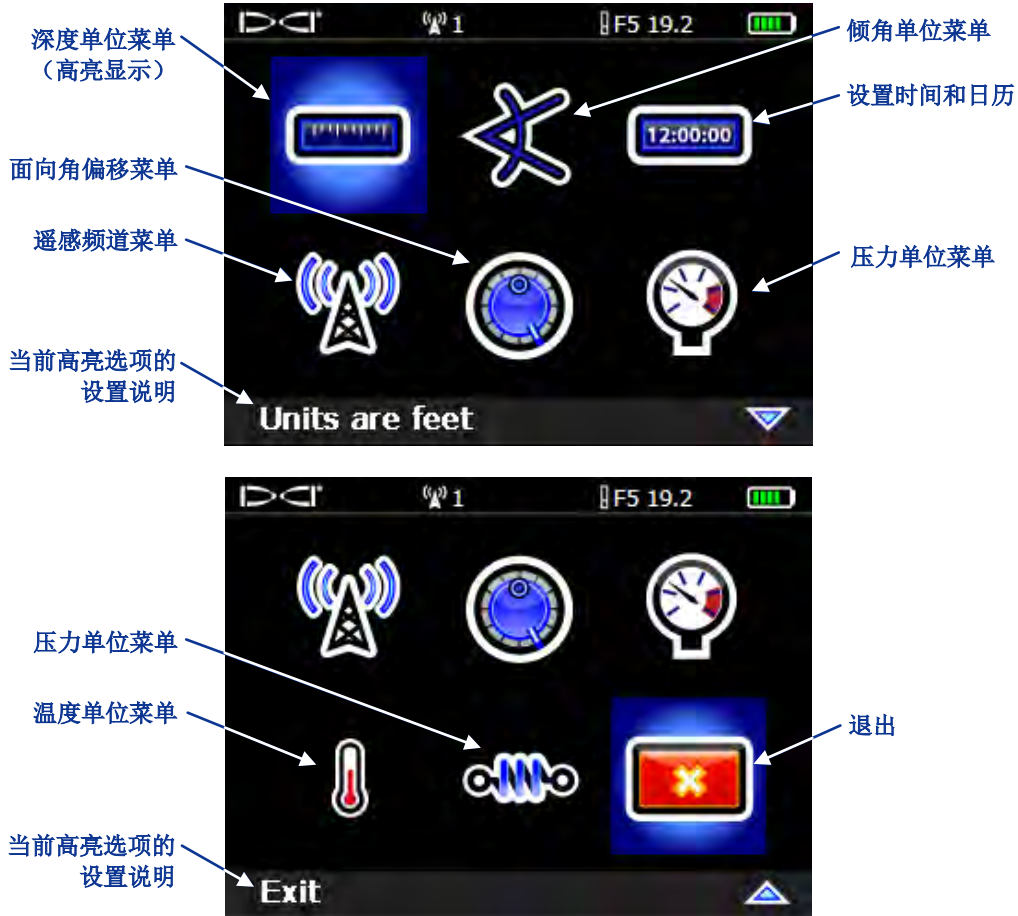 深度单位菜单
（高亮显示）
倾角单位菜单
设置时间和日历
面向角偏移菜单
遥感频道菜单
压力单位菜单
当前高亮选项的
设置说明
1
F5 19.2
12:00:00
Units are feet
1
F5 19.2
压力单位菜单
温度单位菜单
退出
当前高亮选项的
设置说明
Exit